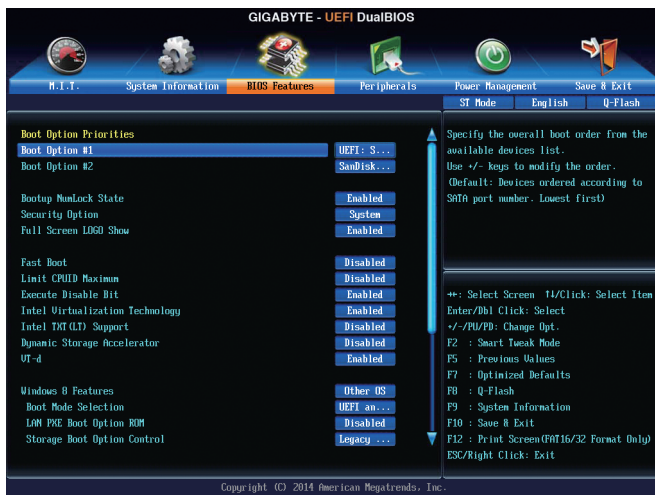 GIGABYTE - UEFI DualBIOS
M.I.T. System Information BIOS Features Peripherals Power Management Save & Exit
ST Mode English Q-Flash
Boot Option Priorities
Boot Option #1 UEFI: S...
Boot Option #2 SanDisk...
Bootup NumLock State Enabled
Security Option System
Full Screen LOGO Show Enabled
Fast Boot Disabled
Limit CPUID Maximum Disabled
Execute Disable Bit Enabled
Intel Virtualization Technology Enabled
Intel TXT(LT) Support Disabled
Dynamic Storage Accelerator Disabled
VT-d Enabled
Windows 8 Features Other OS
Boot Mode Selection UEFI an...
LAN PXE Boot Option ROM Disabled
Storage Boot Option Control Legacy ...
Specify the overall boot order from the
available devices list.
Use +/- keys to modify the order.
(Default: Devices ordered according to
SATA port number. Lowest first)
→←: Select Screen ↑↓/Click: Select Item
Enter/Dbl Click: Select
+/-/PU/PD: Change Opt.
F2 : Smart Tweak Mode
F5 : Previous Values
F7 : Optimized Defaults
F8 : Q-Flash
F9 : System Information
F10 : Save & Exit
F12 : Print Screen(FAT16/32 Format Only)
ESC/Right Click: Exit
Copyright (C) 2014 American Megatrends, Inc.